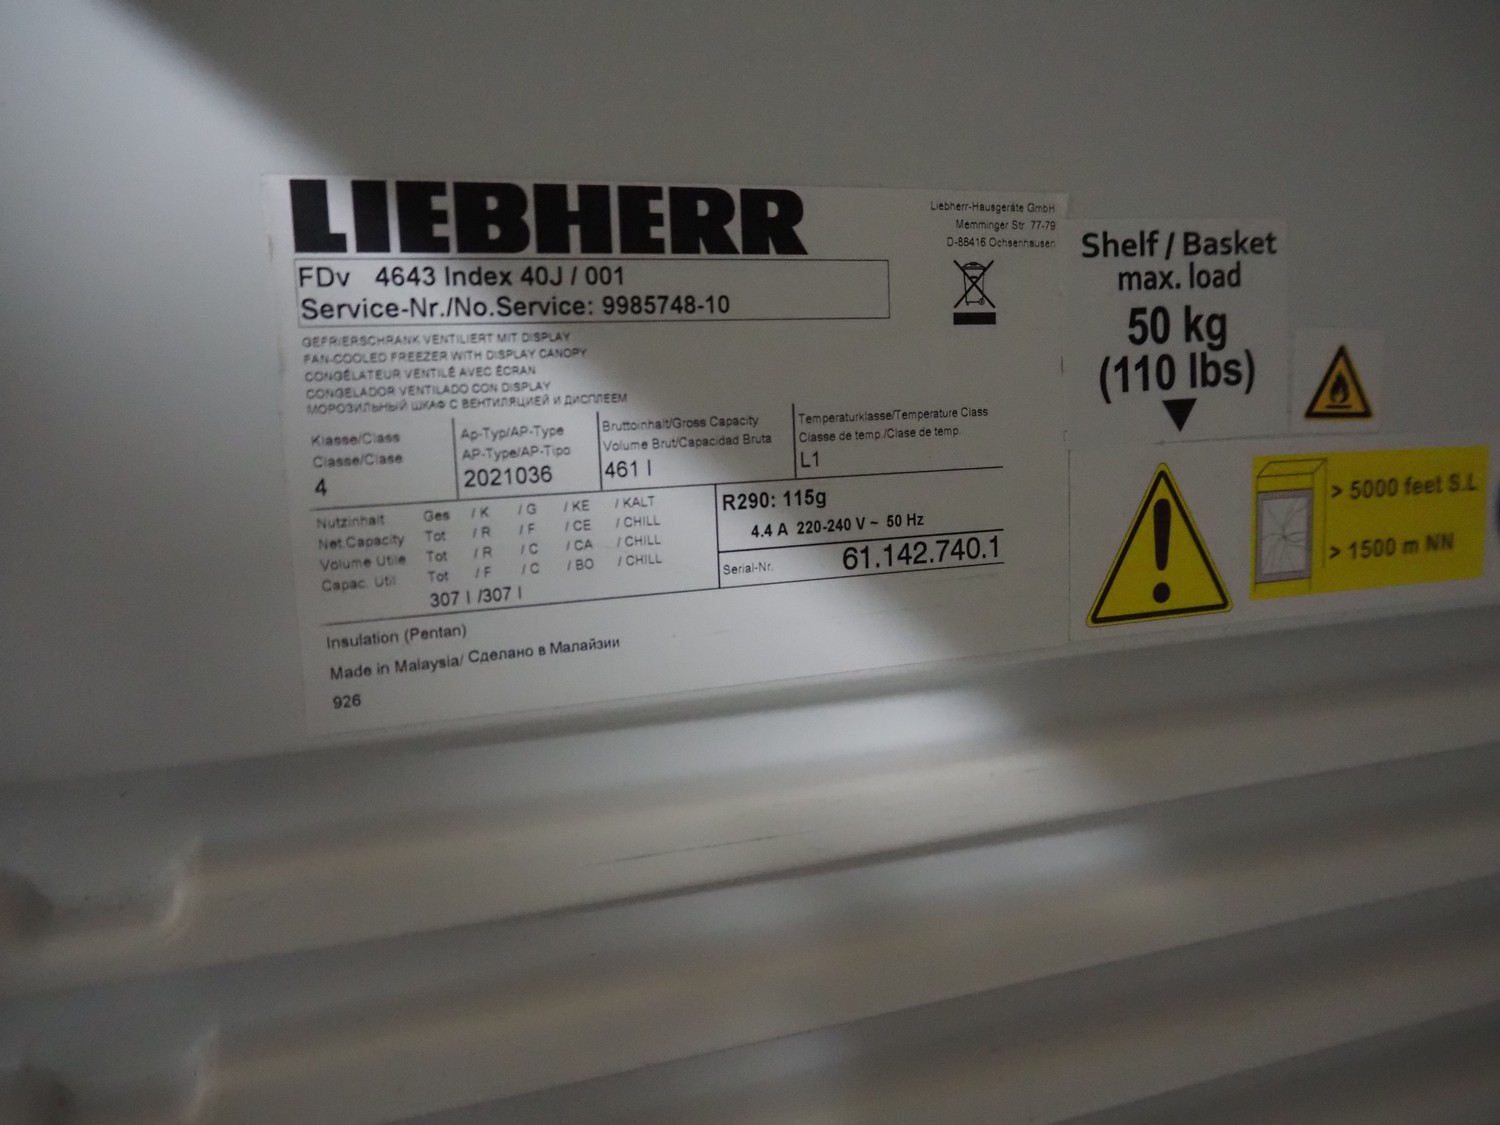 LIEBHERR
Liebherr-Hausgeräte GmbH
Memminger Str 77-79
D-88416 Ochsenhausen
FDv 4643 Index 40J / 001
Service-Nr./No.Service: 9985748-10
GEFRIERSCHRANK VENTILIERT MIT DISPLAY
FAN-COOLED FREEZER WITH DISPLAY CANOPY
CONGÉLATEUR VENTILÉ AVEC ÉCRAN
CONGELADOR VENTILADO CON DISPLAY
МОРОЗИЛЬНЫЙ ШКАФ С ВЕНТИЛЯЦИЕЙ И ДИСПЛЕЕМ
Klasse/Class
Classe/Clase
4
Ap-Typ/AP-Type
AP-Type/AP-Tipo
2021036
Bruttoinhalt/Gross Capacity
Volume Brut/Capacidad Bruta
461 l
Temperaturklasse/Temperature Class
Classe de temp./Clase de temp.
L1
Nutzinhalt Ges / K / G / KE / KALT
Net.Capacity Tot / R / F / CE / CHILL
Volume Utile Tot / R / C / CA / CHILL
Capac. Util Tot / F / C / BO / CHILL
307 l /307 l
R290: 115g
4.4 A 220-240 V ~ 50 Hz
Serial-Nr. 61.142.740.1
Insulation (Pentan)
Made in Malaysia/ Сделано в Малайзии
926
Shelf / Basket
max. load
50 kg
(110 lbs)
> 5000 feet S.L
> 1500 m NN